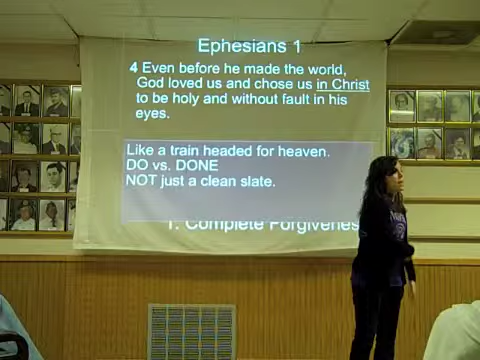 Ephesians 1
4 Even before he made the world,
God loved us and chose us in Christ
to be holy and without fault in his
eyes.
Like a train headed for heaven.
DO vs. DONE
NOT just a clean slate.
1. Complete Forgivenes